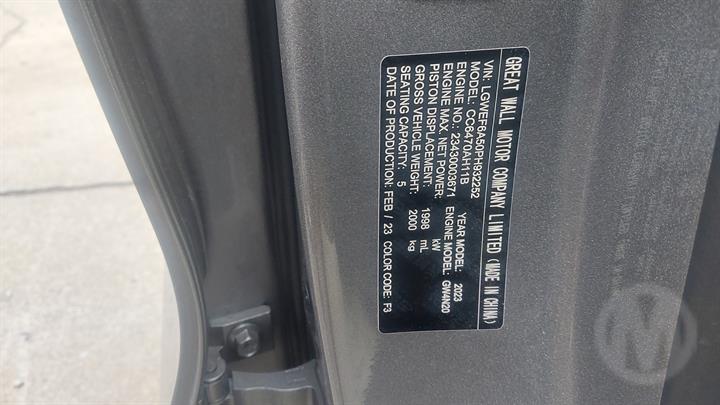 GREAT WALL MOTOR COMPANY LIMITED (MADE IN CHINA)
VIN: LGWEF6A50PH932252
MODEL: CC6470AH11B YEAR MODEL: 2023
ENGINE NO: 23430003671 ENGINE MODEL: GW4N20
ENGINE MAX. NET POWER: kW
PISTON DISPLACEMENT: 1998 mL
GROSS VEHICLE WEIGHT: 2000 kg
SEATING CAPACITY: 5
DATE OF PRODUCTION: FEB / 23 COLOR CODE: F3
M